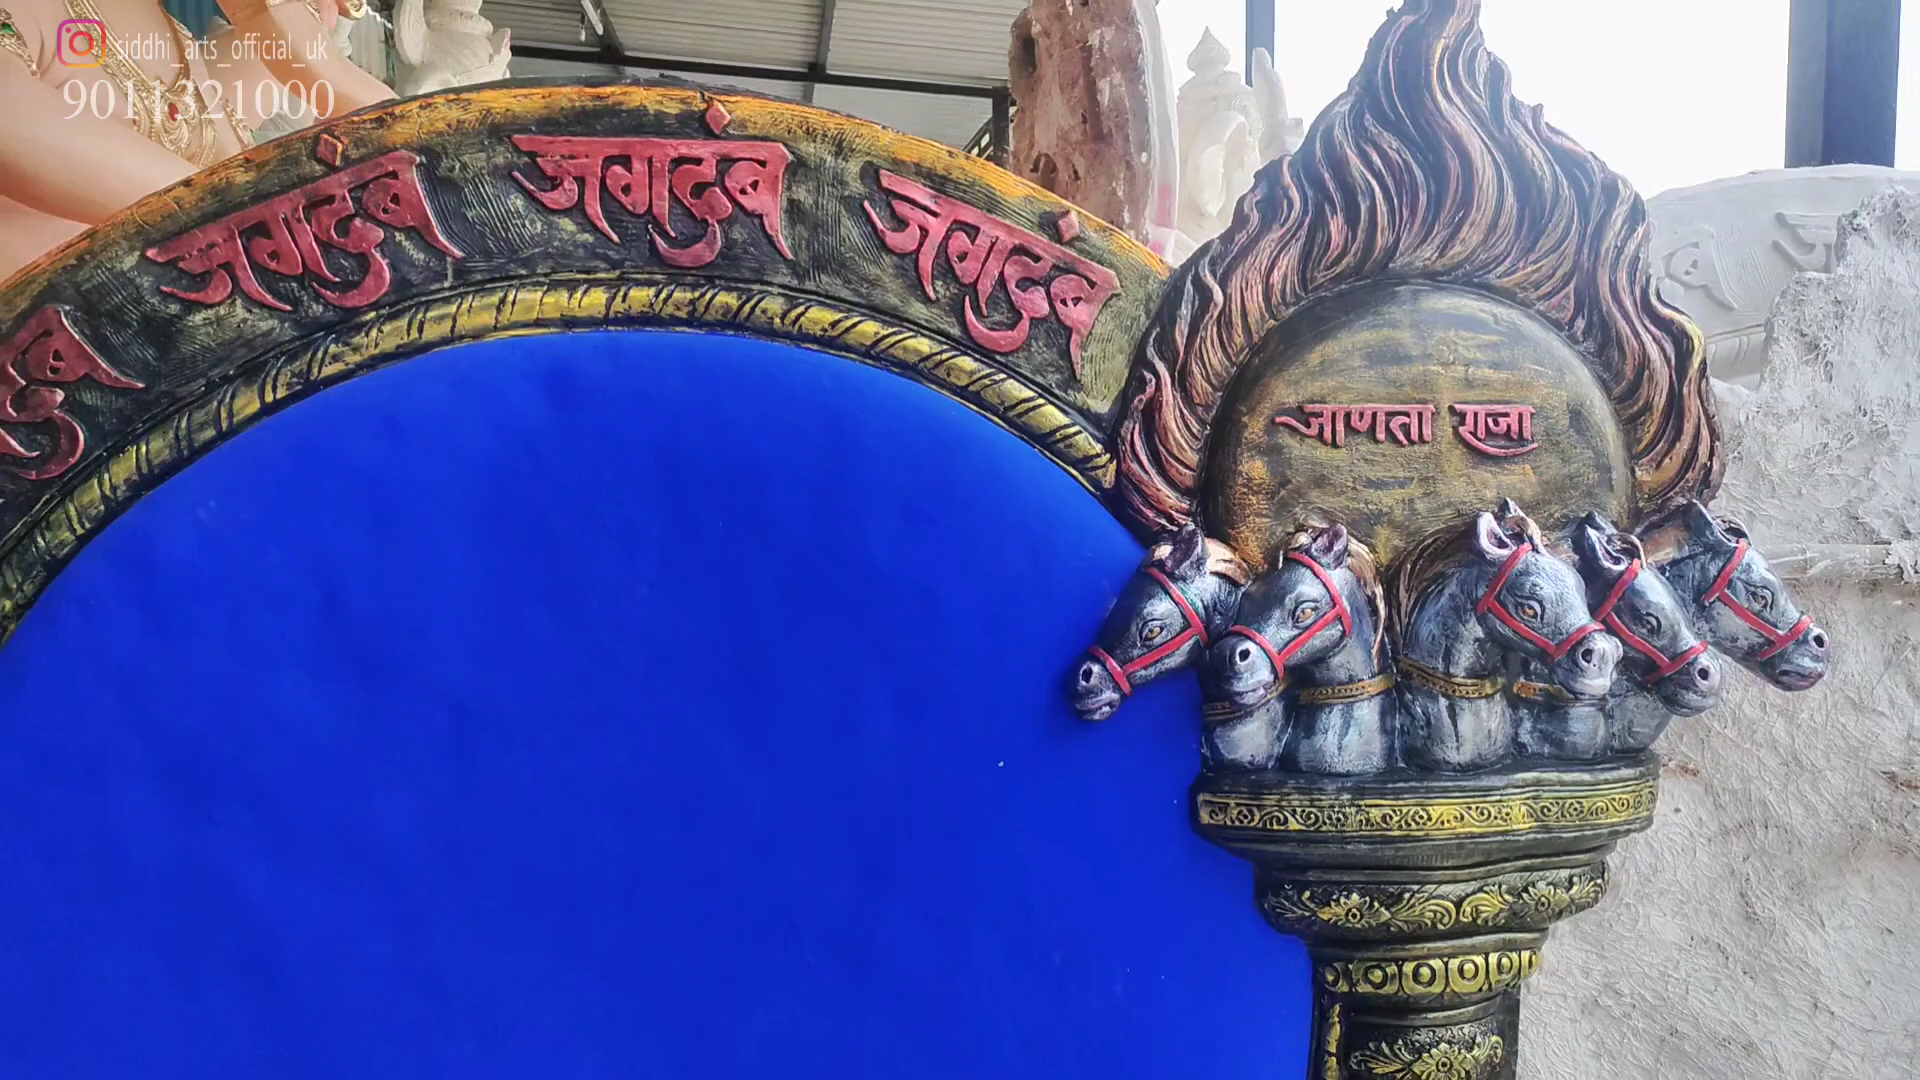 siddhi_arts_official_uk
9011321000
जगदंब जगदंब जगदंब
जाणता राजा